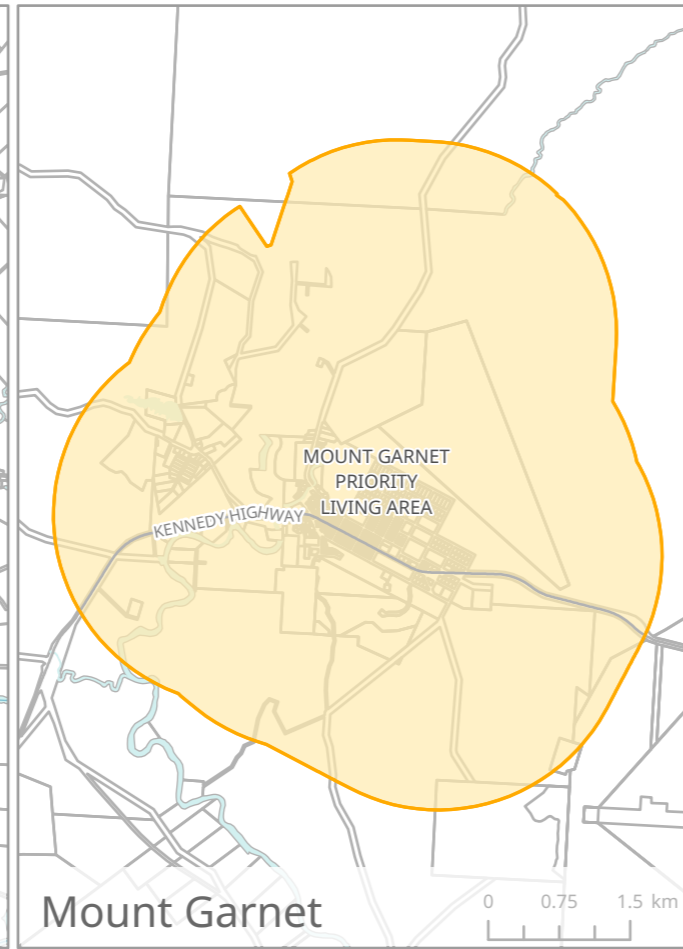 MOUNT GARNET
PRIORITY
LIVING AREA
KENNEDY HIGHWAY
Mount Garnet
0 0.75 1.5 km